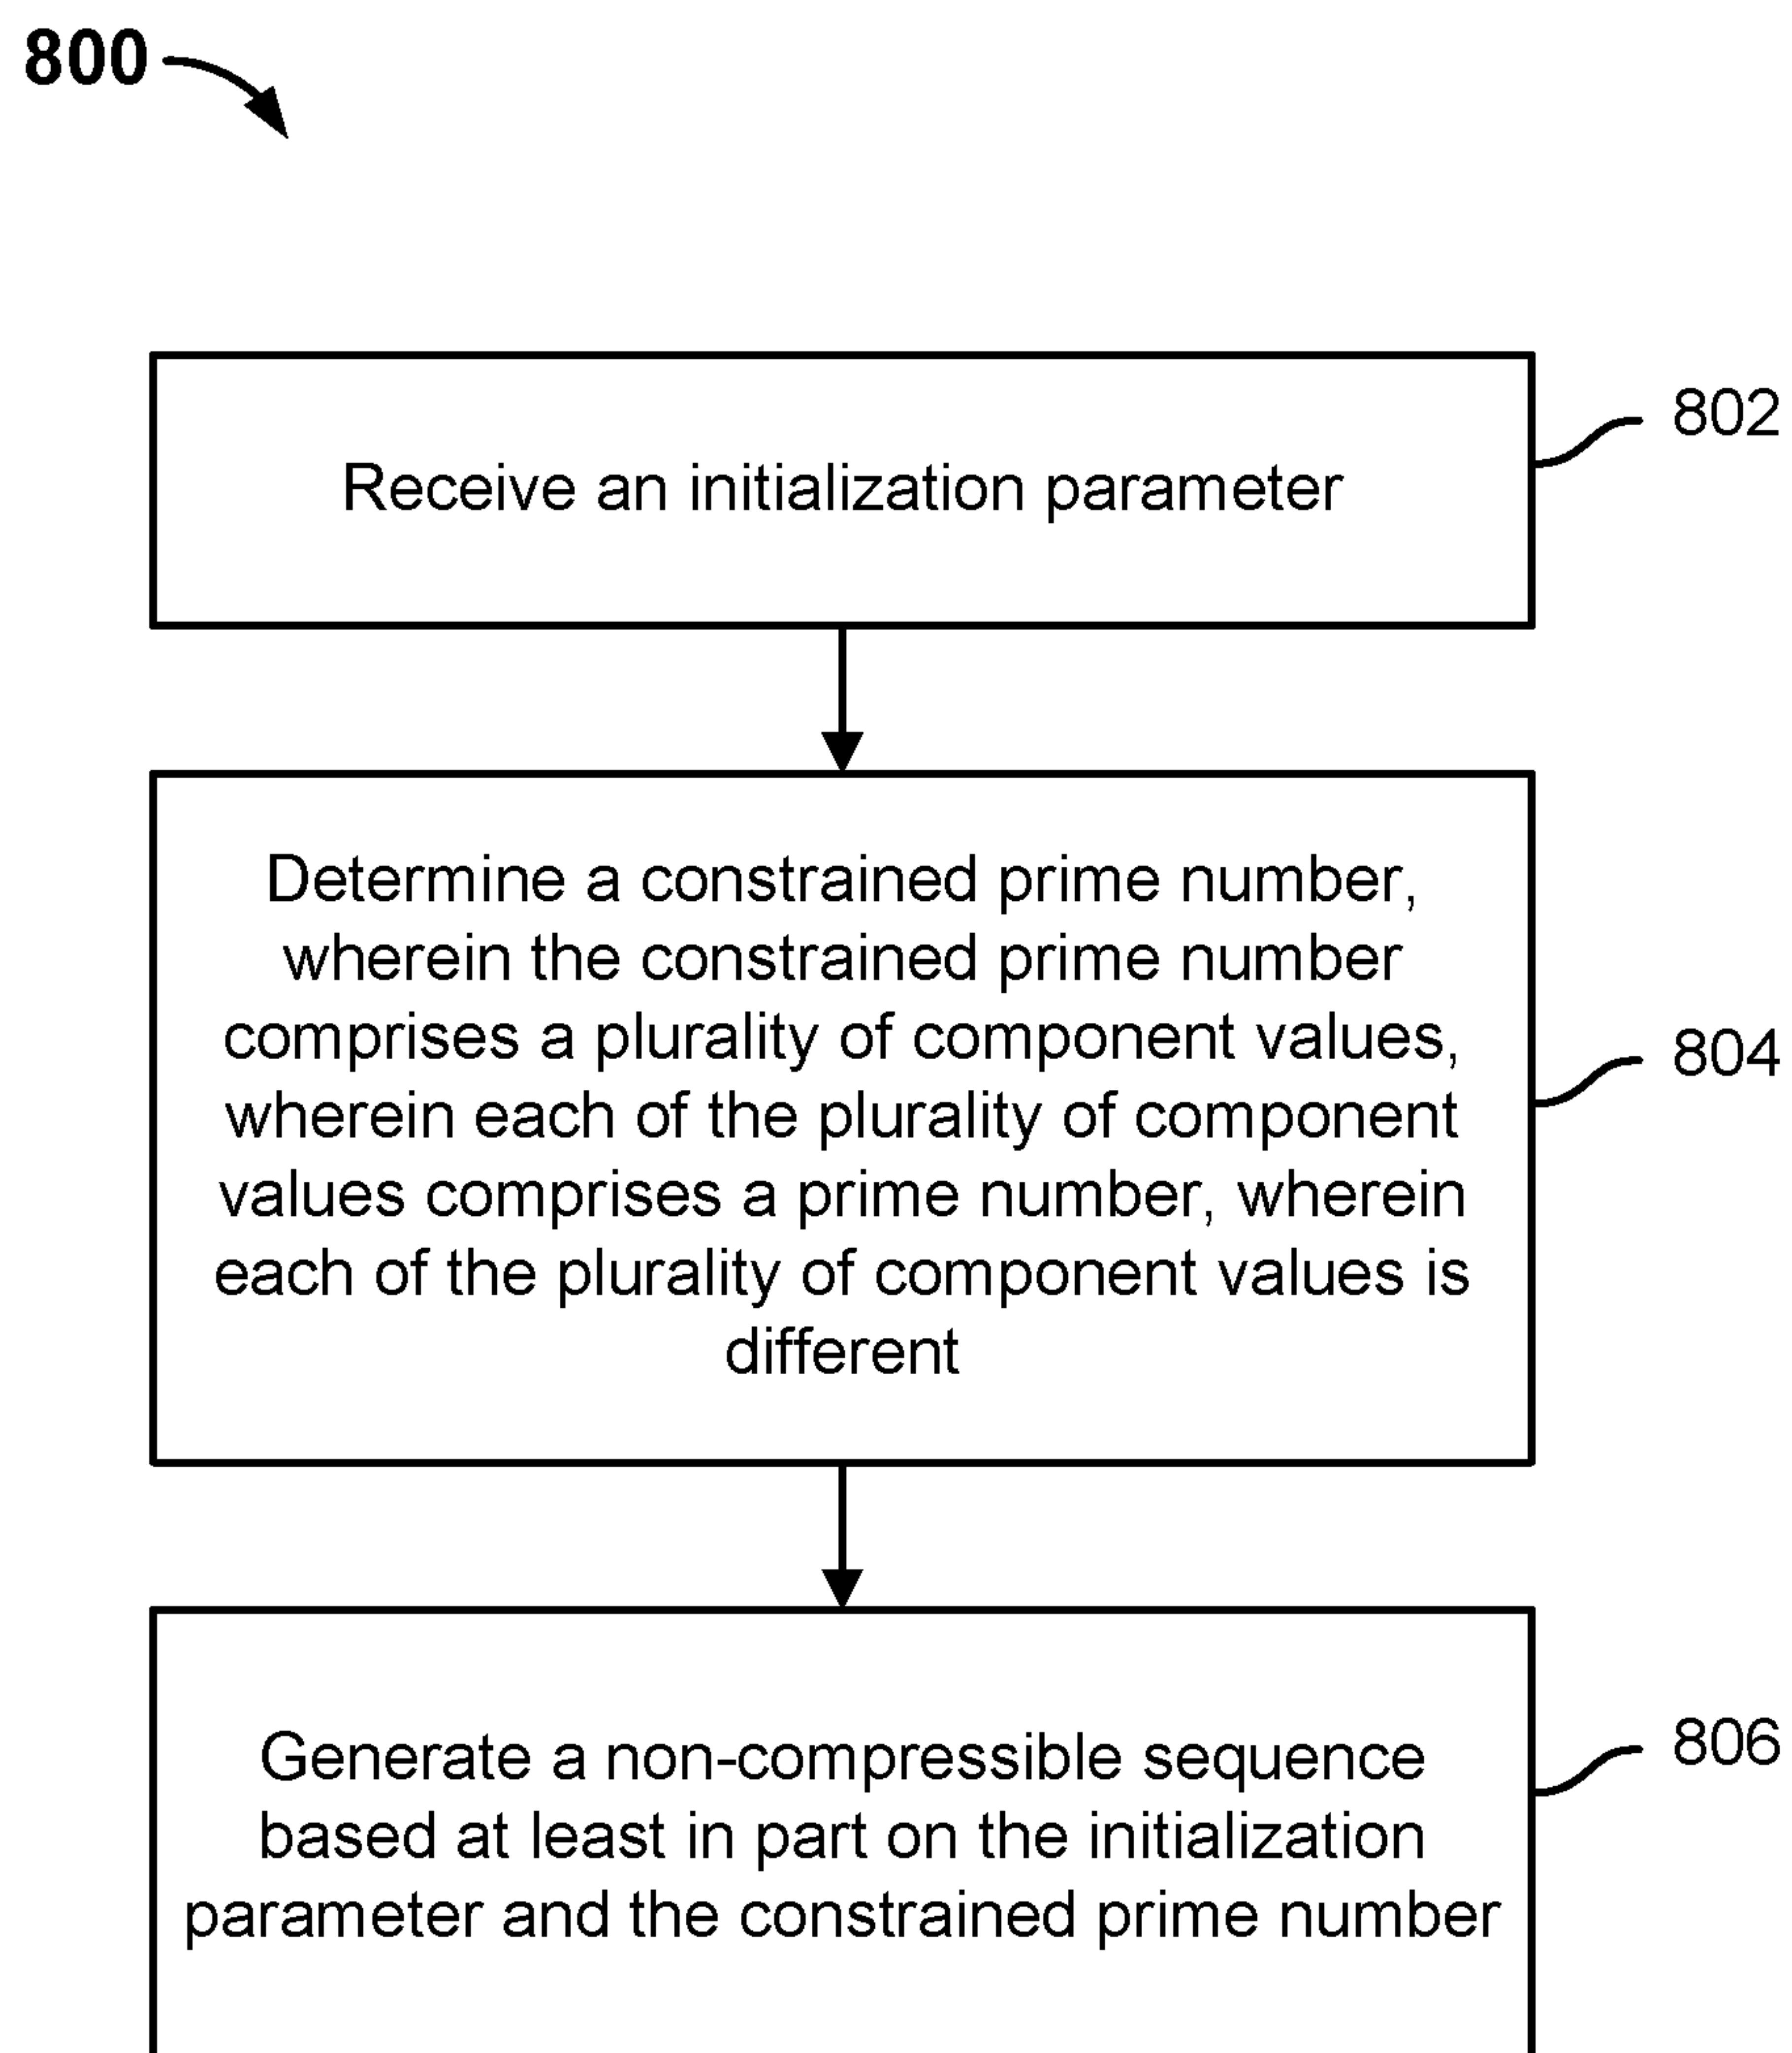 800
802
Receive an initialization parameter
Determine a constrained prime number,
wherein the constrained prime number
comprises a plurality of component values,
804
wherein each of the plurality of component
values comprises a prime number, wherein
each of the plurality of component values is
different
806
Generate a non-compressible sequence
based at least in part on the initialization
parameter and the constrained prime number